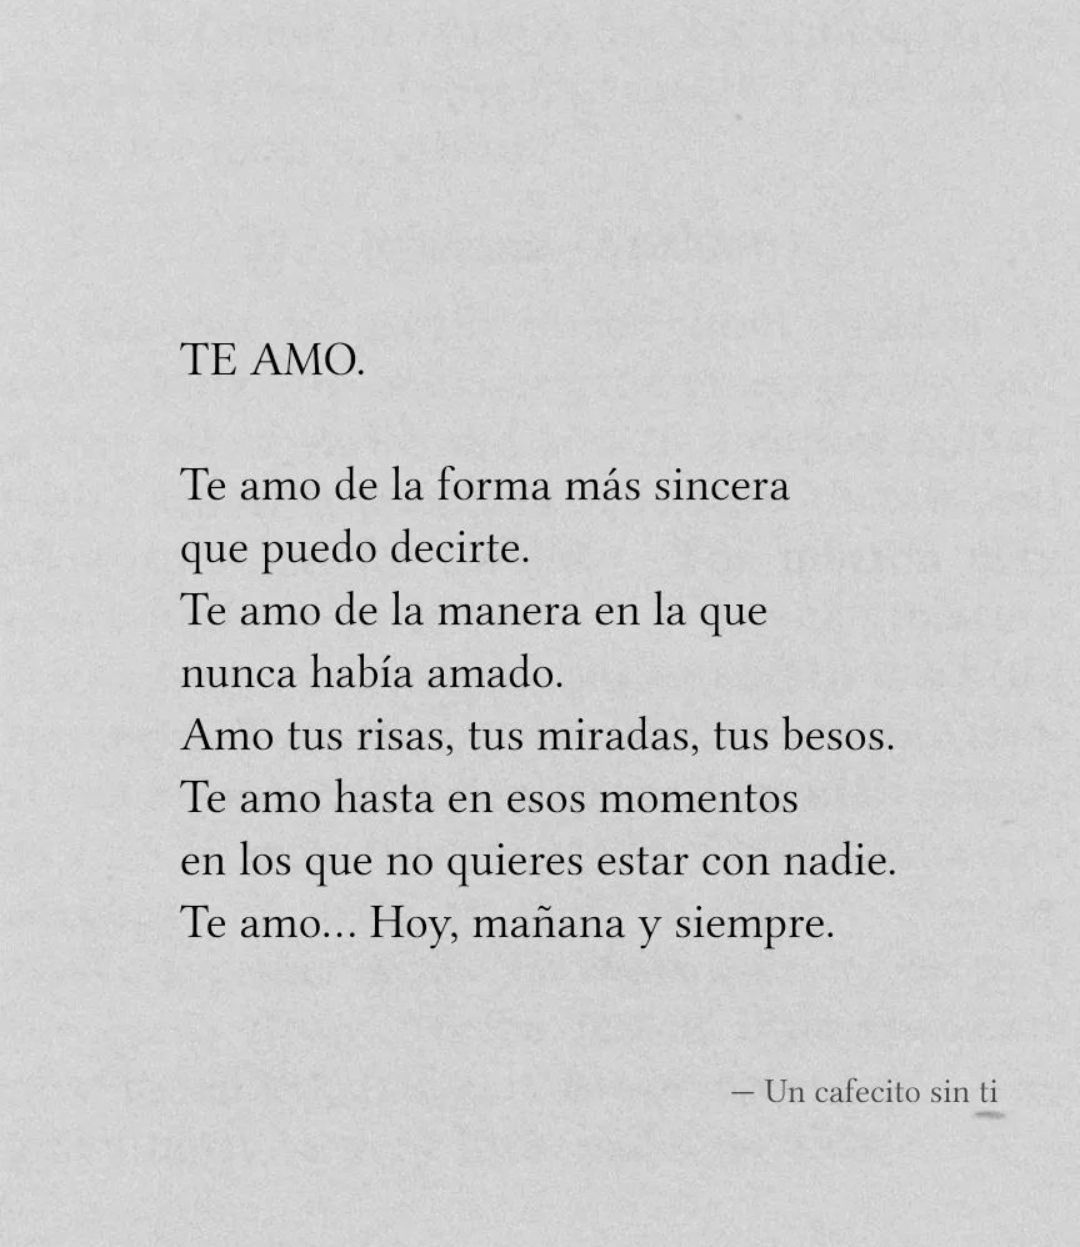 TE AMO.
Te amo de la forma más sincera
que puedo decirte.
Te amo de la manera en la que
nunca había amado.
Amo tus risas, tus miradas, tus besos.
Te amo hasta en esos momentos
en los que no quieres estar con nadie.
Te amo... Hoy, mañana y siempre.
— Un cafecito sin ti